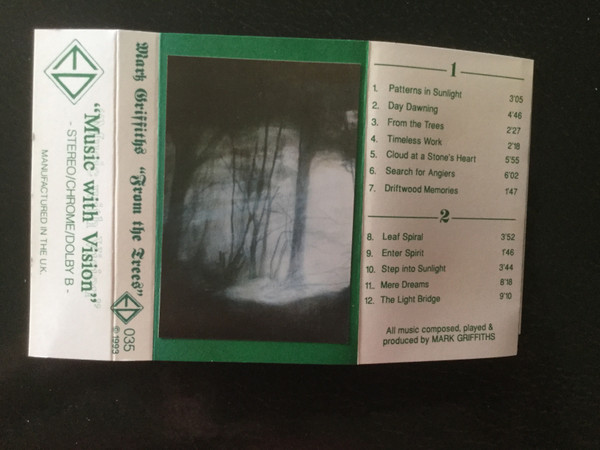 ED
"Music with Vision"
- STEREO/CHROME/DOLBY B -
MANUFACTURED IN THE U.K.
Mark Griffiths "From the Trees"
ED 035
© 1993
1
1. Patterns in Sunlight 3'05
2. Day Dawning 4'46
3. From the Trees 2'27
4. Timeless Work 2'18
5. Cloud at a Stone's Heart 5'55
6. Search for Anglers 6'02
7. Driftwood Memories 1'47
2
8. Leaf Spiral 3'52
9. Enter Spirit 1'46
10. Step into Sunlight 3'44
11. Mere Dreams 8'18
12. The Light Bridge 9'10
All music composed, played &
produced by MARK GRIFFITHS